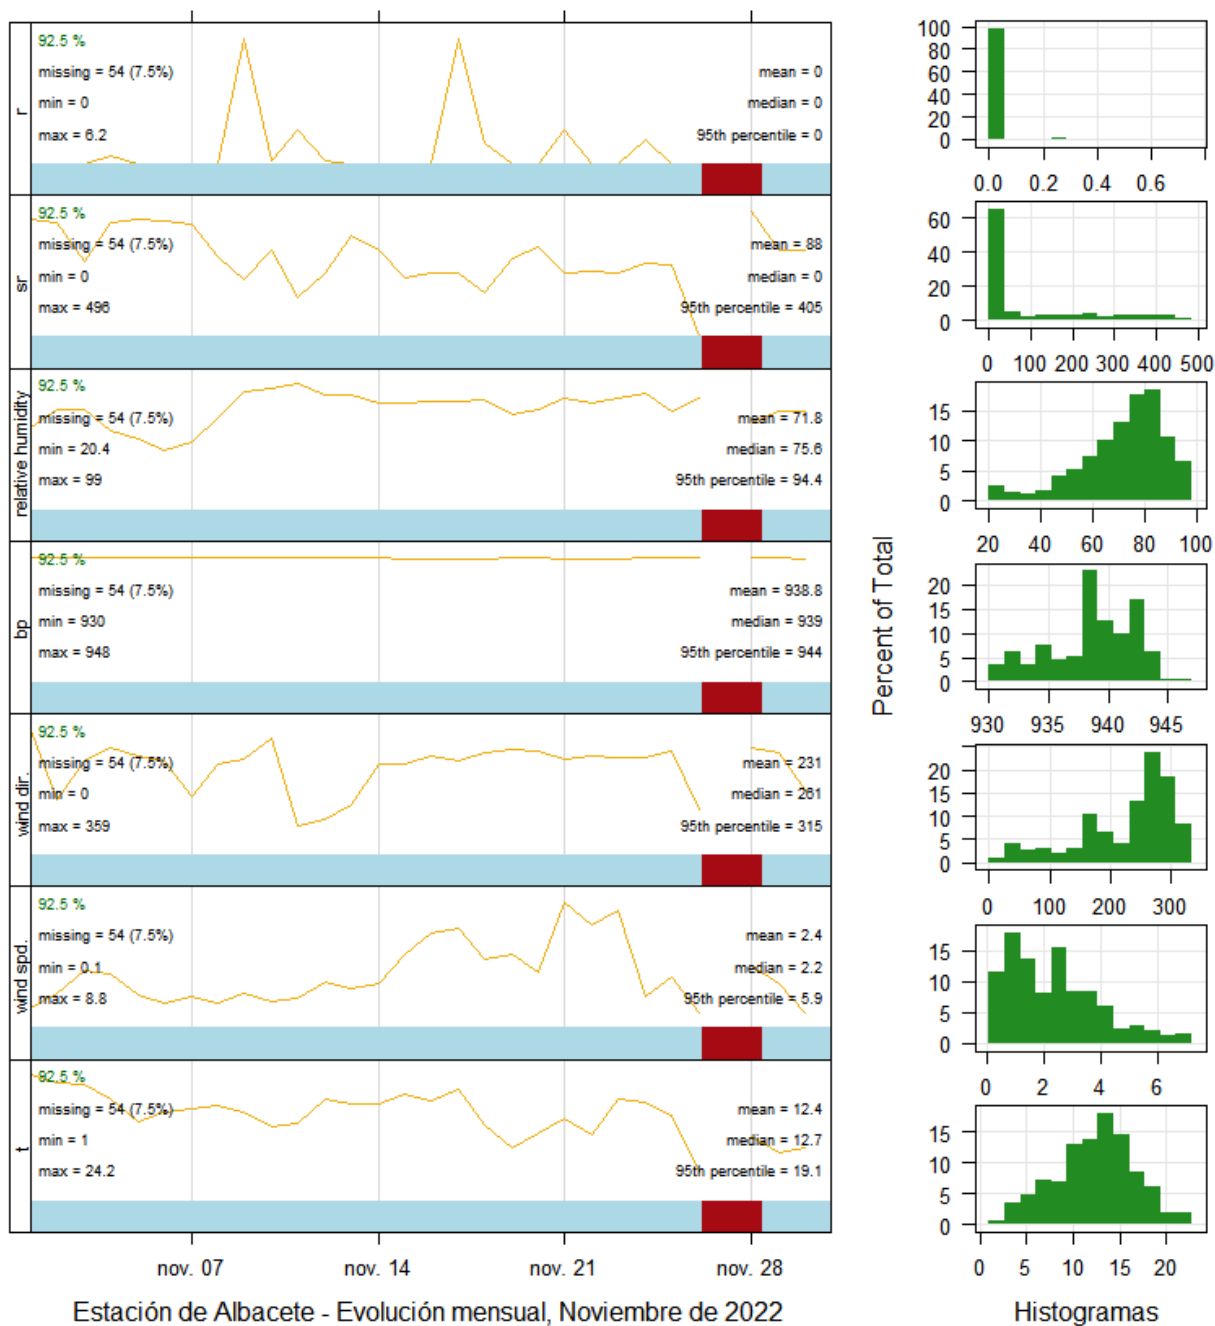 r
92.5 %
missing = 54 (7.5%)
min = 0
max = 6.2
mean = 0
median = 0
95th percentile = 0
sr
92.5 %
missing = 54 (7.5%)
min = 0
max = 496
mean = 88
median = 0
95th percentile = 405
relative humidity
92.5 %
missing = 54 (7.5%)
min = 20.4
max = 99
mean = 71.8
median = 75.6
95th percentile = 94.4
bp
92.5 %
missing = 54 (7.5%)
min = 930
max = 948
mean = 938.8
median = 939
95th percentile = 944
wind dir.
92.5 %
missing = 54 (7.5%)
min = 0
max = 359
mean = 231
median = 261
95th percentile = 315
wind spd.
92.5 %
missing = 54 (7.5%)
min = 0.1
max = 8.8
mean = 2.4
median = 2.2
95th percentile = 5.9
t
92.5 %
missing = 54 (7.5%)
min = 1
max = 24.2
mean = 12.4
median = 12.7
95th percentile = 19.1
nov. 07 nov. 14 nov. 21 nov. 28
Estación de Albacete - Evolución mensual, Noviembre de 2022
Percent of Total
100
80
60
40
20
0
0.0 0.2 0.4 0.6
60
40
20
0
0 100 200 300 400 500
15
10
5
0
20 40 60 80 100
20
15
10
5
0
930 935 940 945
20
15
10
5
0
0 100 200 300
15
10
5
0
0 2 4 6
15
10
5
0
0 5 10 15 20
Histogramas